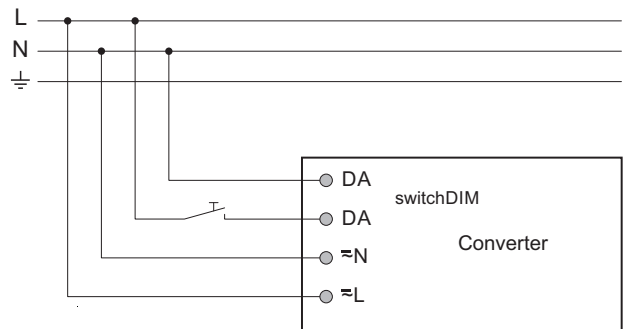 L
N
DA
switchDIM
DA
Converter
≂N
≂L